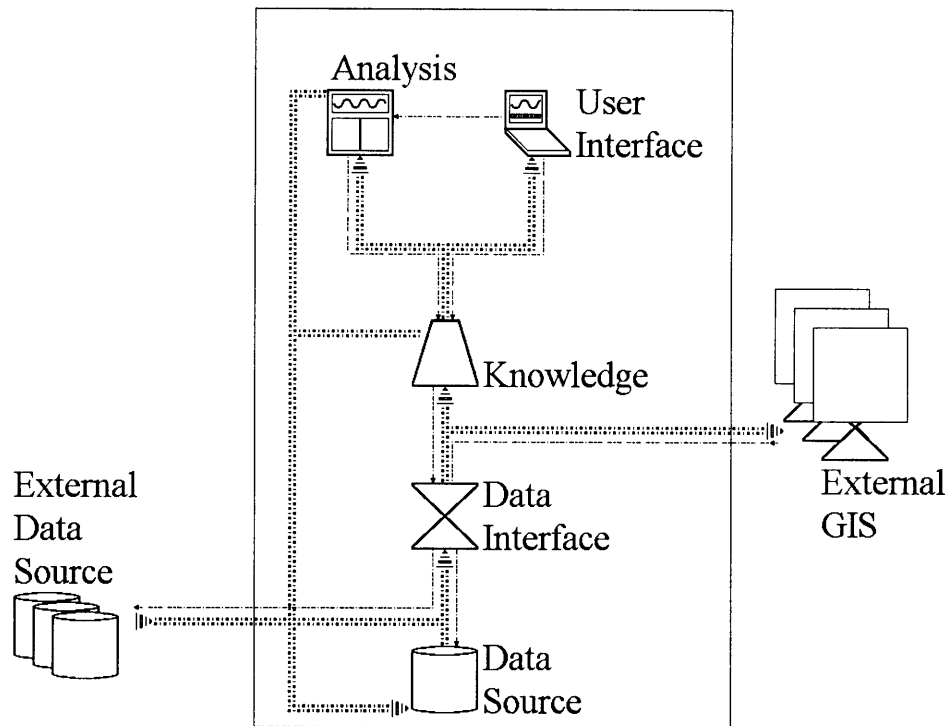 Analysis
User
Interface
Knowledge
External
GIS
Data
Interface
External
Data
Source
Data
Source